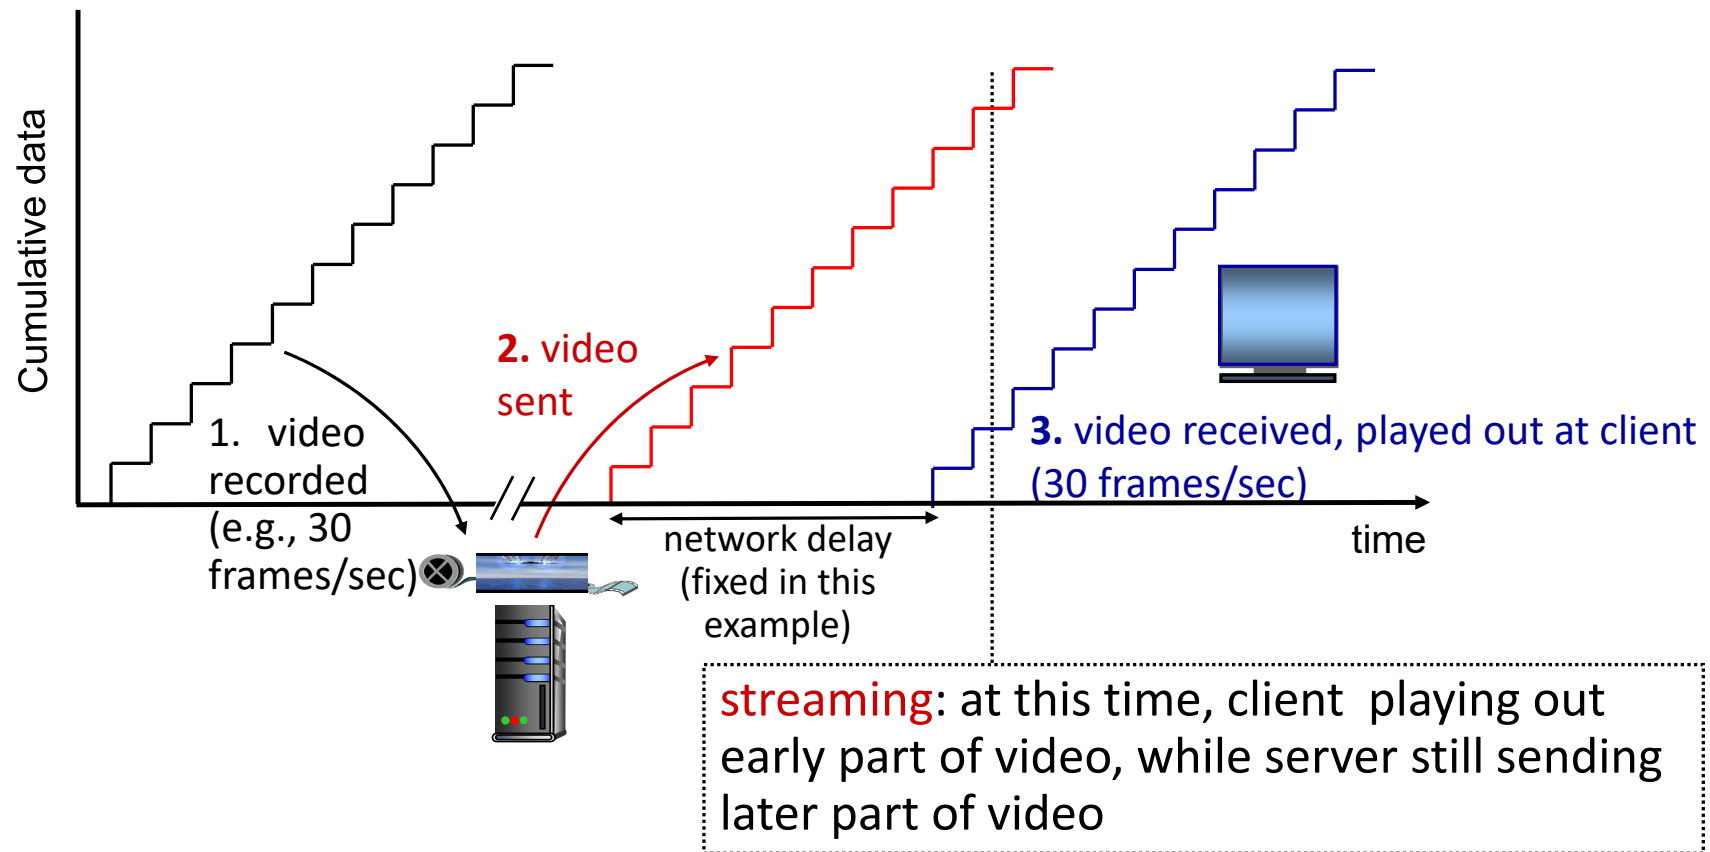 Cumulative data
1. video
recorded
(e.g., 30
frames/sec)
2. video
sent
3. video received, played out at client
(30 frames/sec)
network delay
(fixed in this
example)
time
streaming: at this time, client playing out
early part of video, while server still sending
later part of video